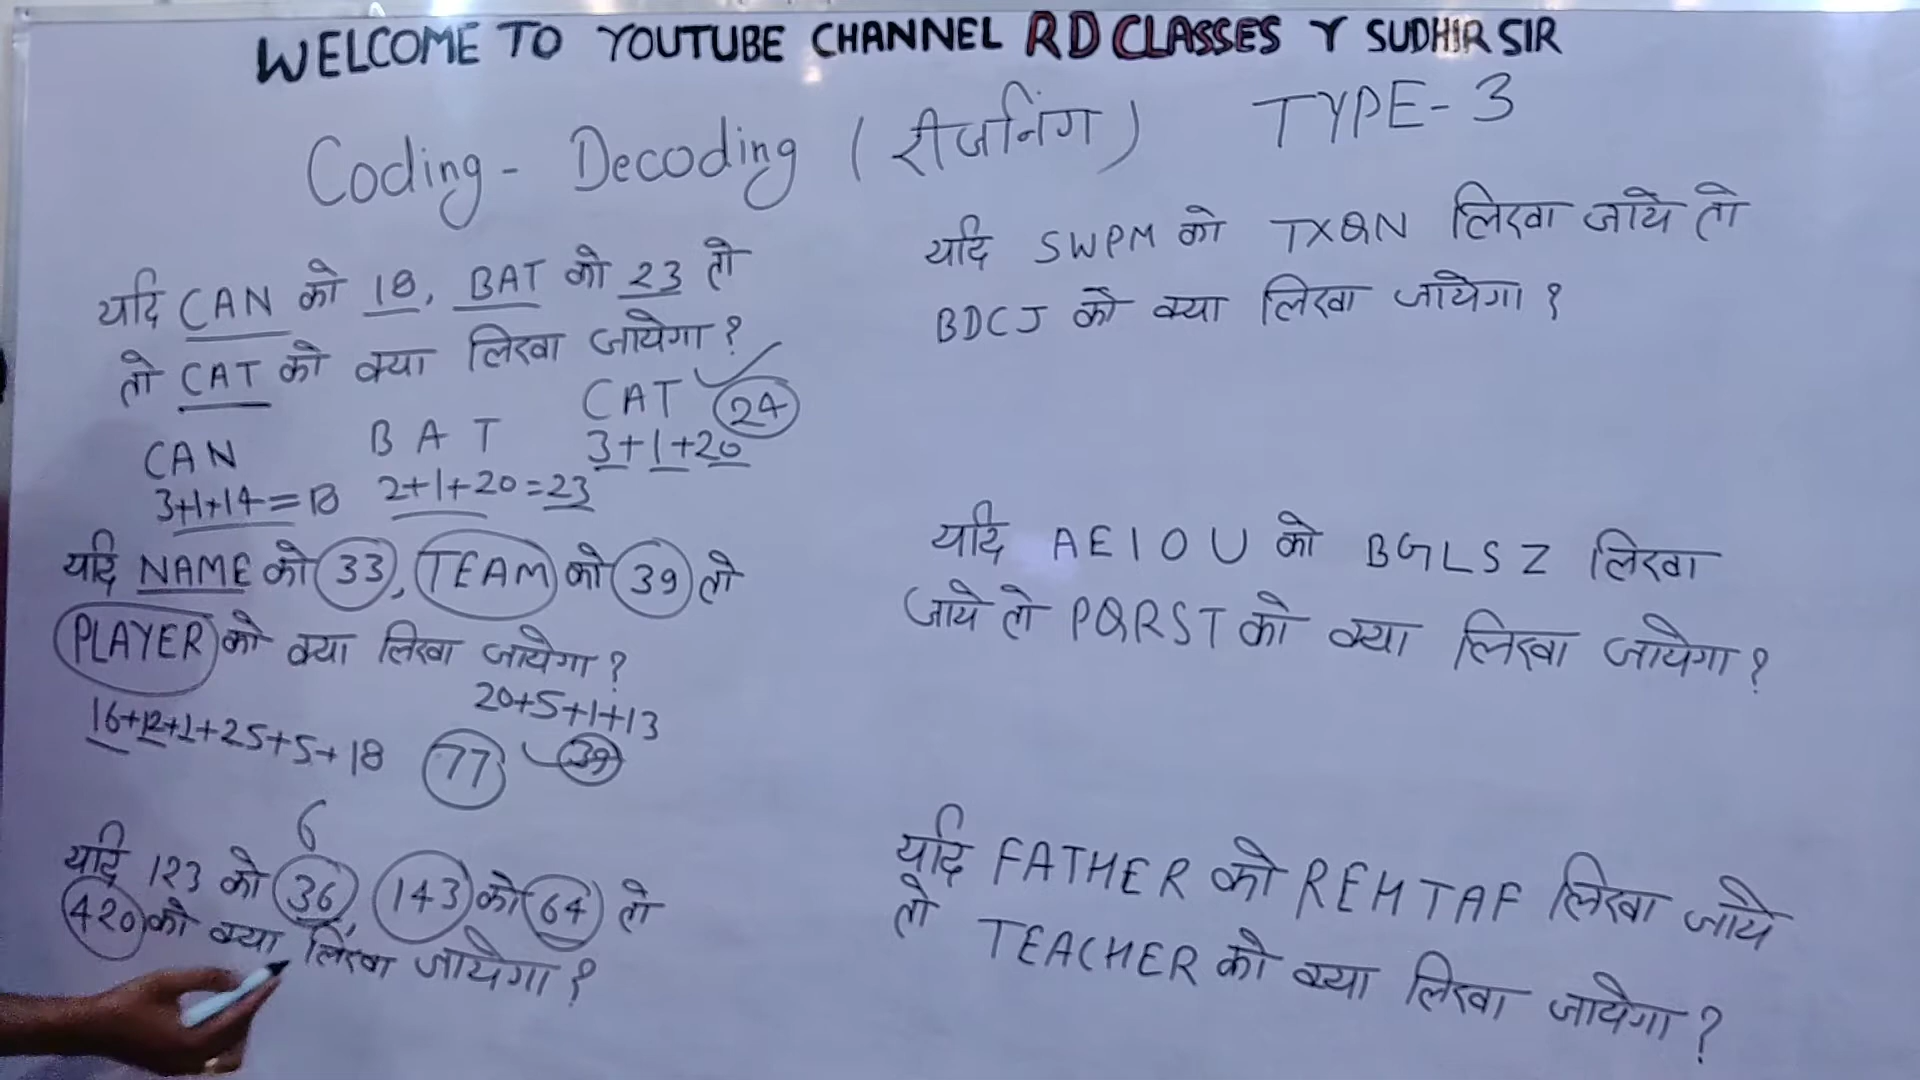 WELCOME TO YOUTUBE CHANNEL RD CLASSES Y SUDHIR SIR
Coding - Decoding (रीजनिंग) TYPE-3
यदि CAN को 18, BAT को 23 तो
तो CAT को क्या लिखा जायेगा?
CAT 24
CAN B A T 3+1+20
3+1+14=18 2+1+20=23
यदि NAME को 33, TEAM को 39 तो
PLAYER को क्या लिखा जायेगा?
20+5+1+13
16+12+1+25+5+18 77 39
6
यदि 123 को 36, 143 को 64 तो
420 को क्या लिखा जायेगा?
यदि SWPM को TXQN लिखा जाये तो
BDCJ को क्या लिखा जायेगा?
यदि AEIOU को BGLSZ लिखा
जाये तो PQRST को क्या लिखा जायेगा?
यदि FATHER को REHTAF लिखा जाये
तो TEACHER को क्या लिखा जायेगा?